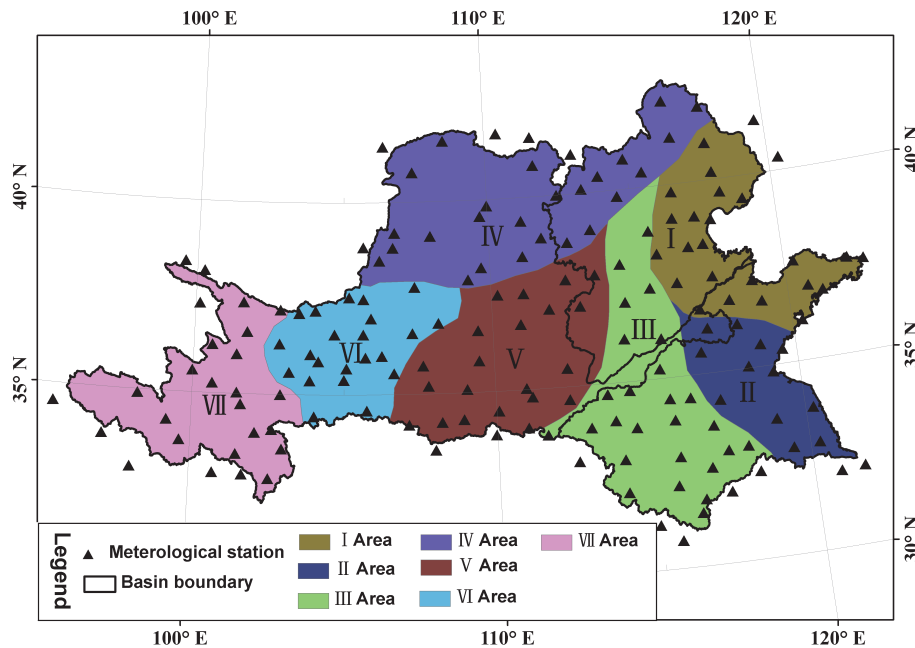 100° E 110° E 120° E
40° N
40° N
I
IV
III
35° N
VI
V
35° N
II
VII
30° N
Legend
Meterological station
Basin boundary
I Area
II Area
III Area
IV Area
V Area
VI Area
VII Area
100° E 110° E 120° E